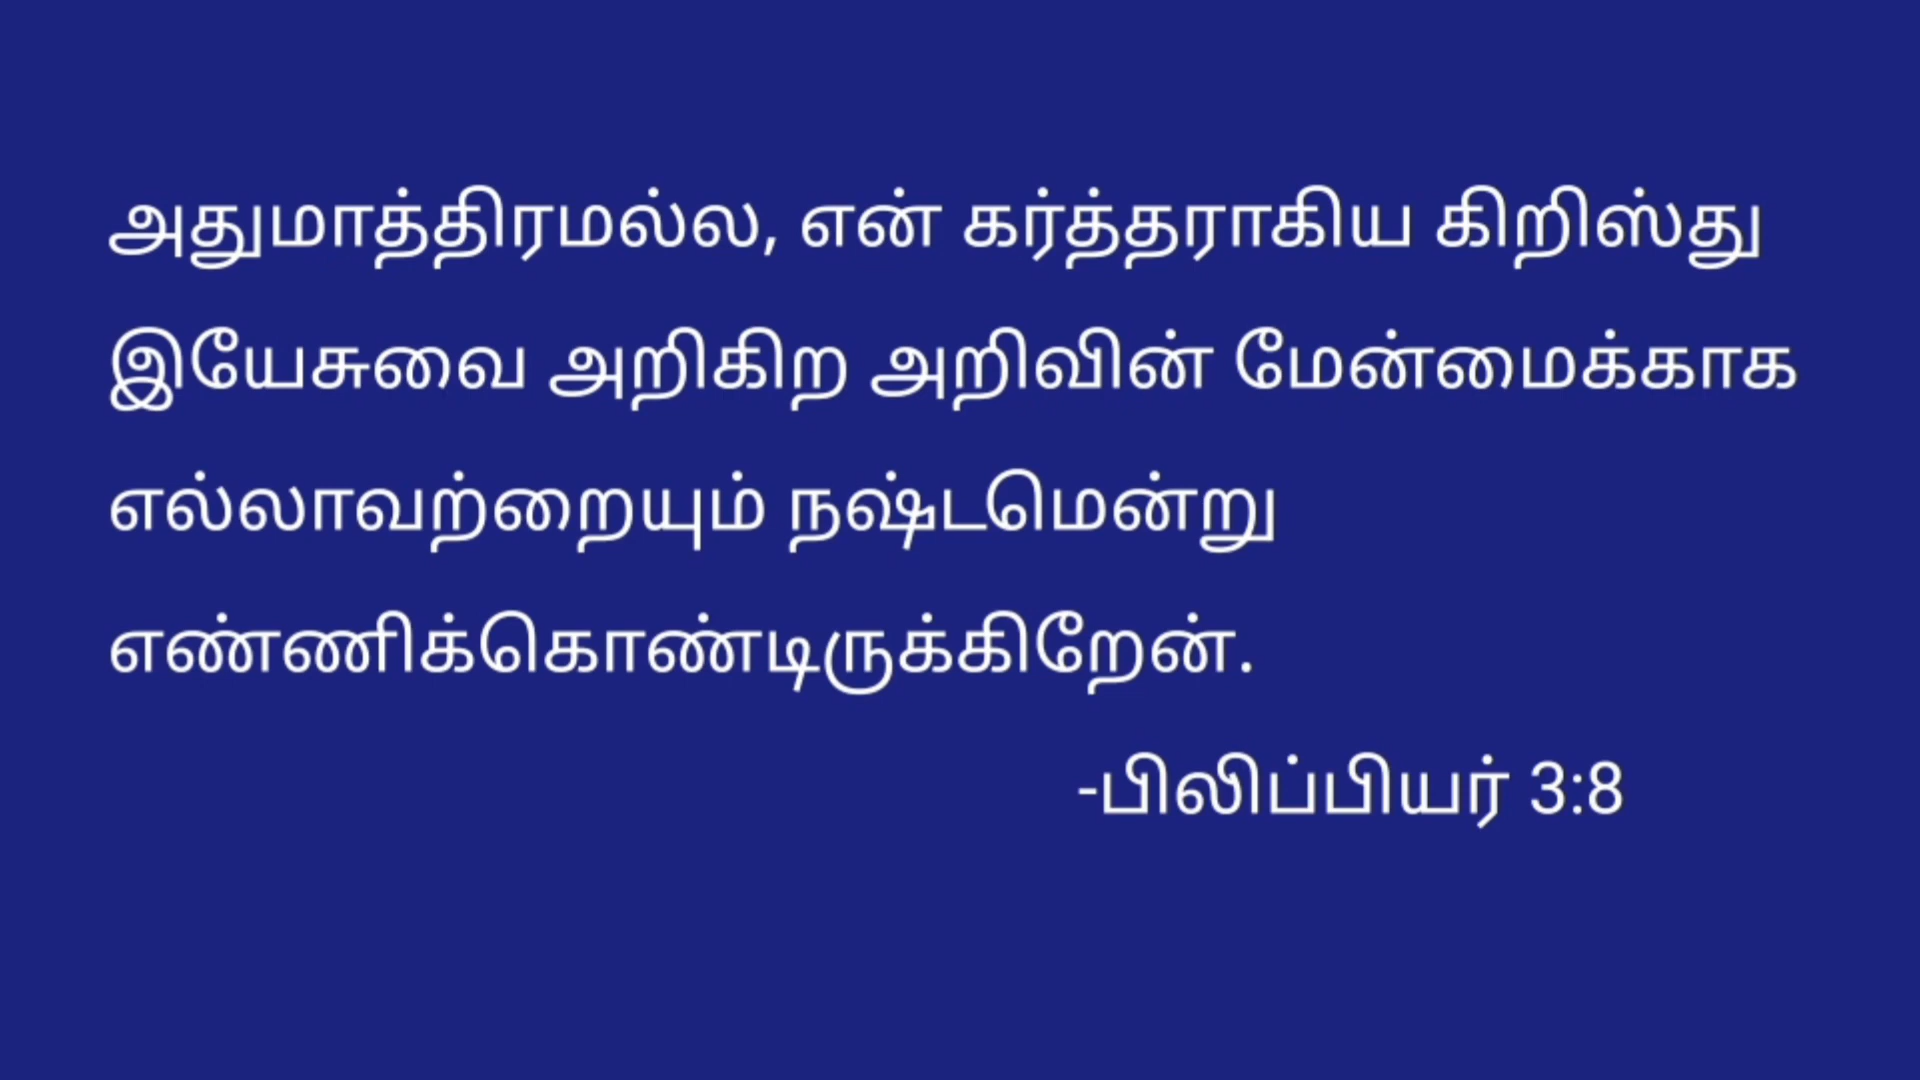 அதுமாத்திரமல்ல, என் கர்த்தராகிய கிறிஸ்து
இயேசுவை அறிகிற அறிவின் மேன்மைக்காக
எல்லாவற்றையும் நஷ்டமென்று
எண்ணிக்கொண்டிருக்கிறேன்.
-பிலிப்பியர் 3:8